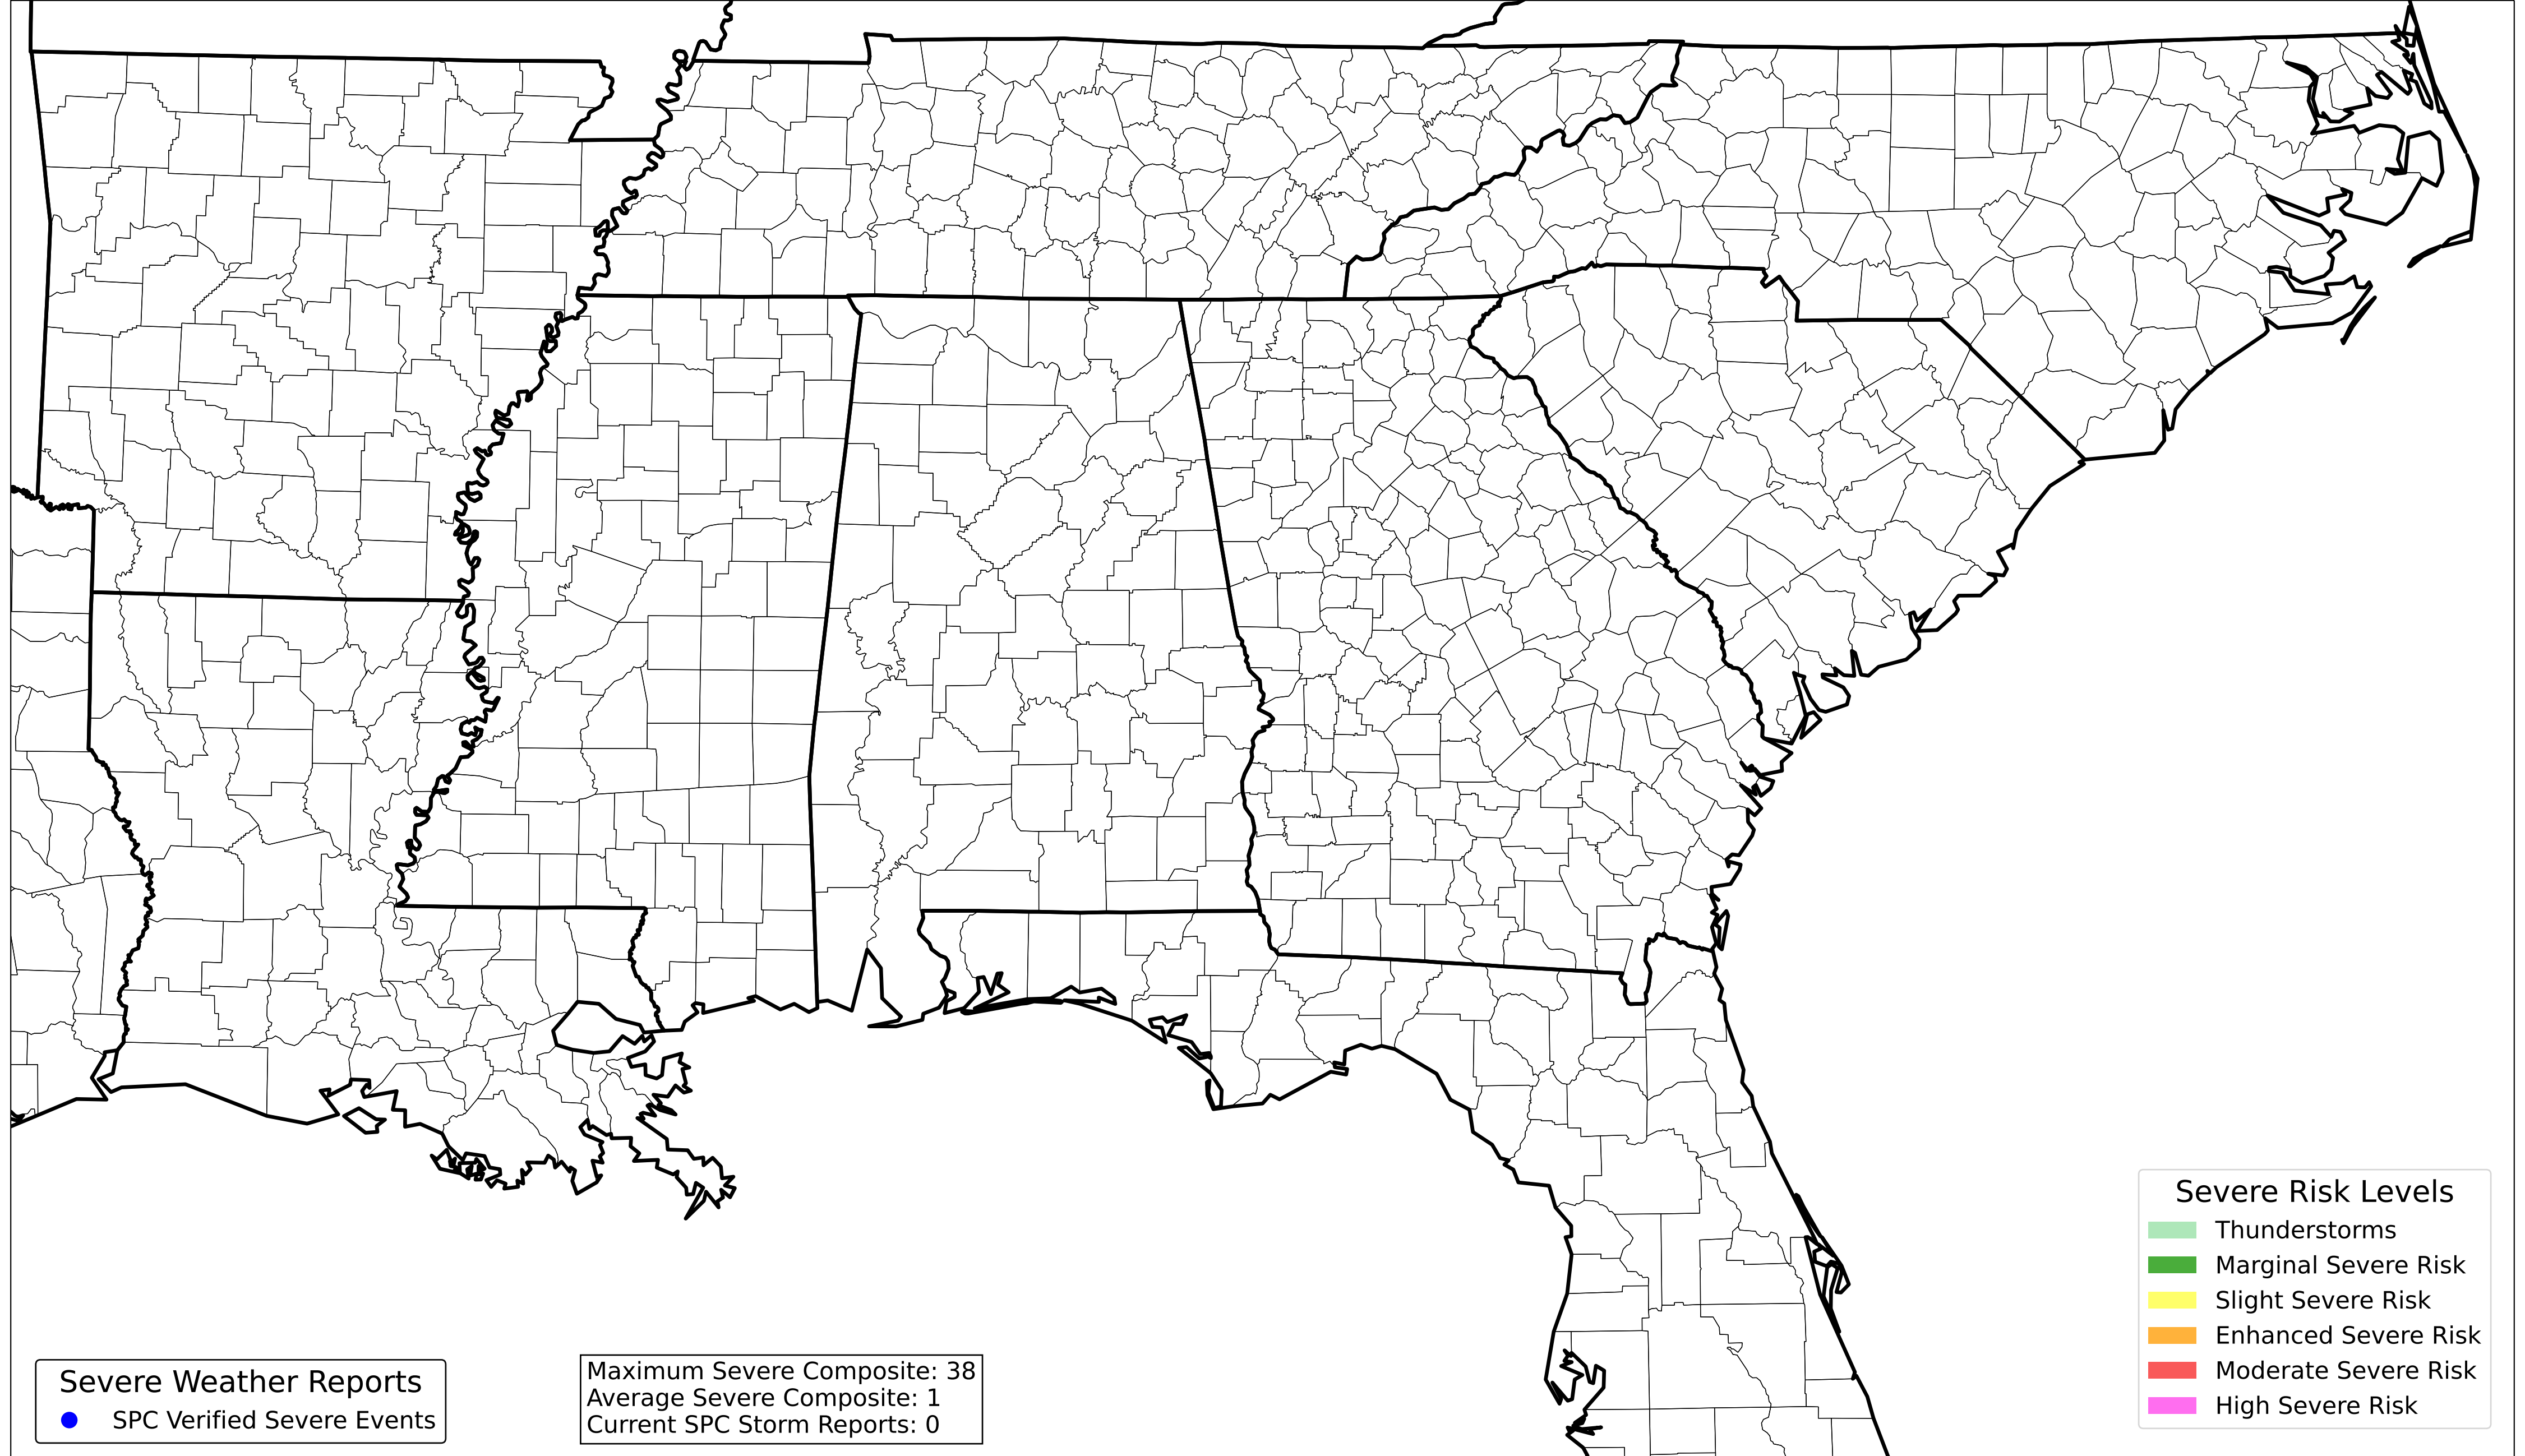 Severe Weather Reports
SPC Verified Severe Events
Maximum Severe Composite: 38
Average Severe Composite: 1
Current SPC Storm Reports: 0
Severe Risk Levels
Thunderstorms
Marginal Severe Risk
Slight Severe Risk
Enhanced Severe Risk
Moderate Severe Risk
High Severe Risk